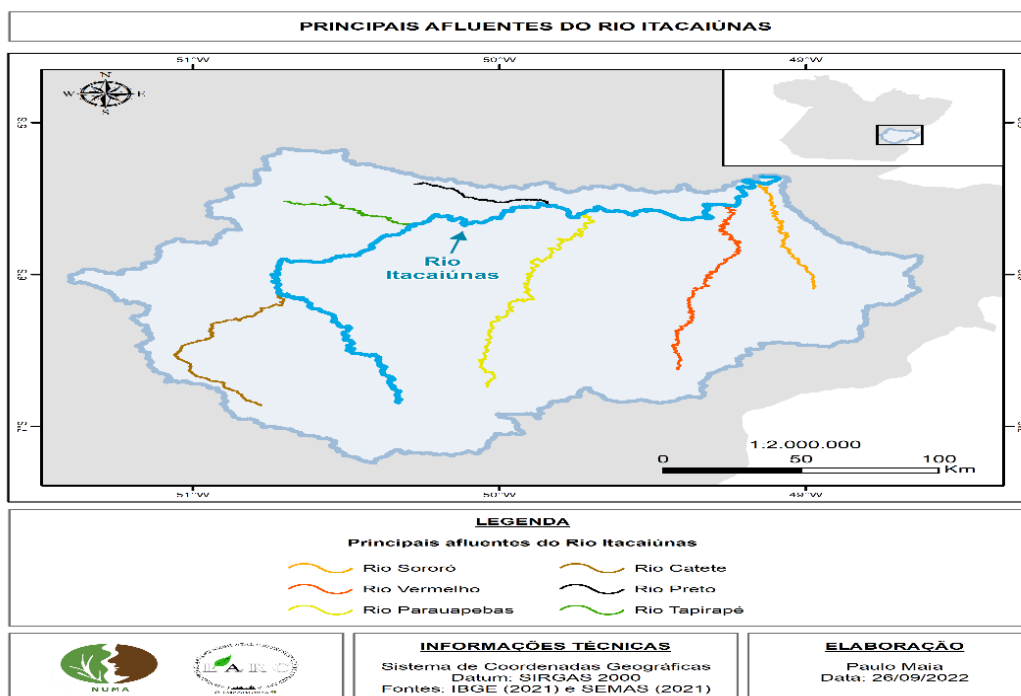 PRINCIPAIS AFLUENTES DO RIO ITACAIÚNAS
51°W 50°W 49°W
N
W E
S
Rio
Itacaiúnas
1:2.000.000
0 50 100
Km
51°W 50°W 49°W
LEGENDA
Principais afluentes do Rio Itacaiúnas
Rio Sororó Rio Catete
Rio Vermelho Rio Preto
Rio Parauapebas Rio Tapirapé
NUMA
INFORMAÇÕES TÉCNICAS
Sistema de Coordenadas Geográficas
Datum: SIRGAS 2000
Fontes: IBGE (2021) e SEMAS (2021)
ELABORAÇÃO
Paulo Maia
Data: 26/09/2022